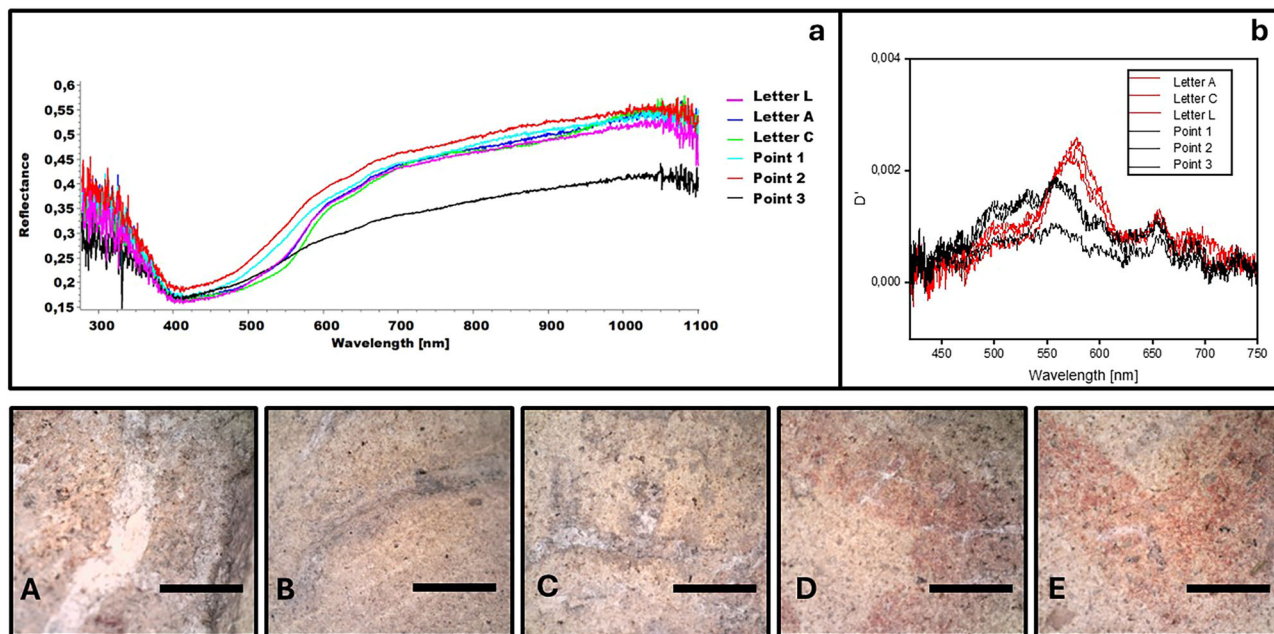 a
0,6
0,55
0,5
0,45
0,4
0,35
0,3
0,25
0,2
0,15
Reflectance
300 400 500 600 700 800 900 1000 1100
Wavelength [nm]
Letter L
Letter A
Letter C
Point 1
Point 2
Point 3
b
0,004
0,002
0,000
D'
450 500 550 600 650 700 750
Wavelength [nm]
Letter A
Letter C
Letter L
Point 1
Point 2
Point 3
A
B
C
D
E